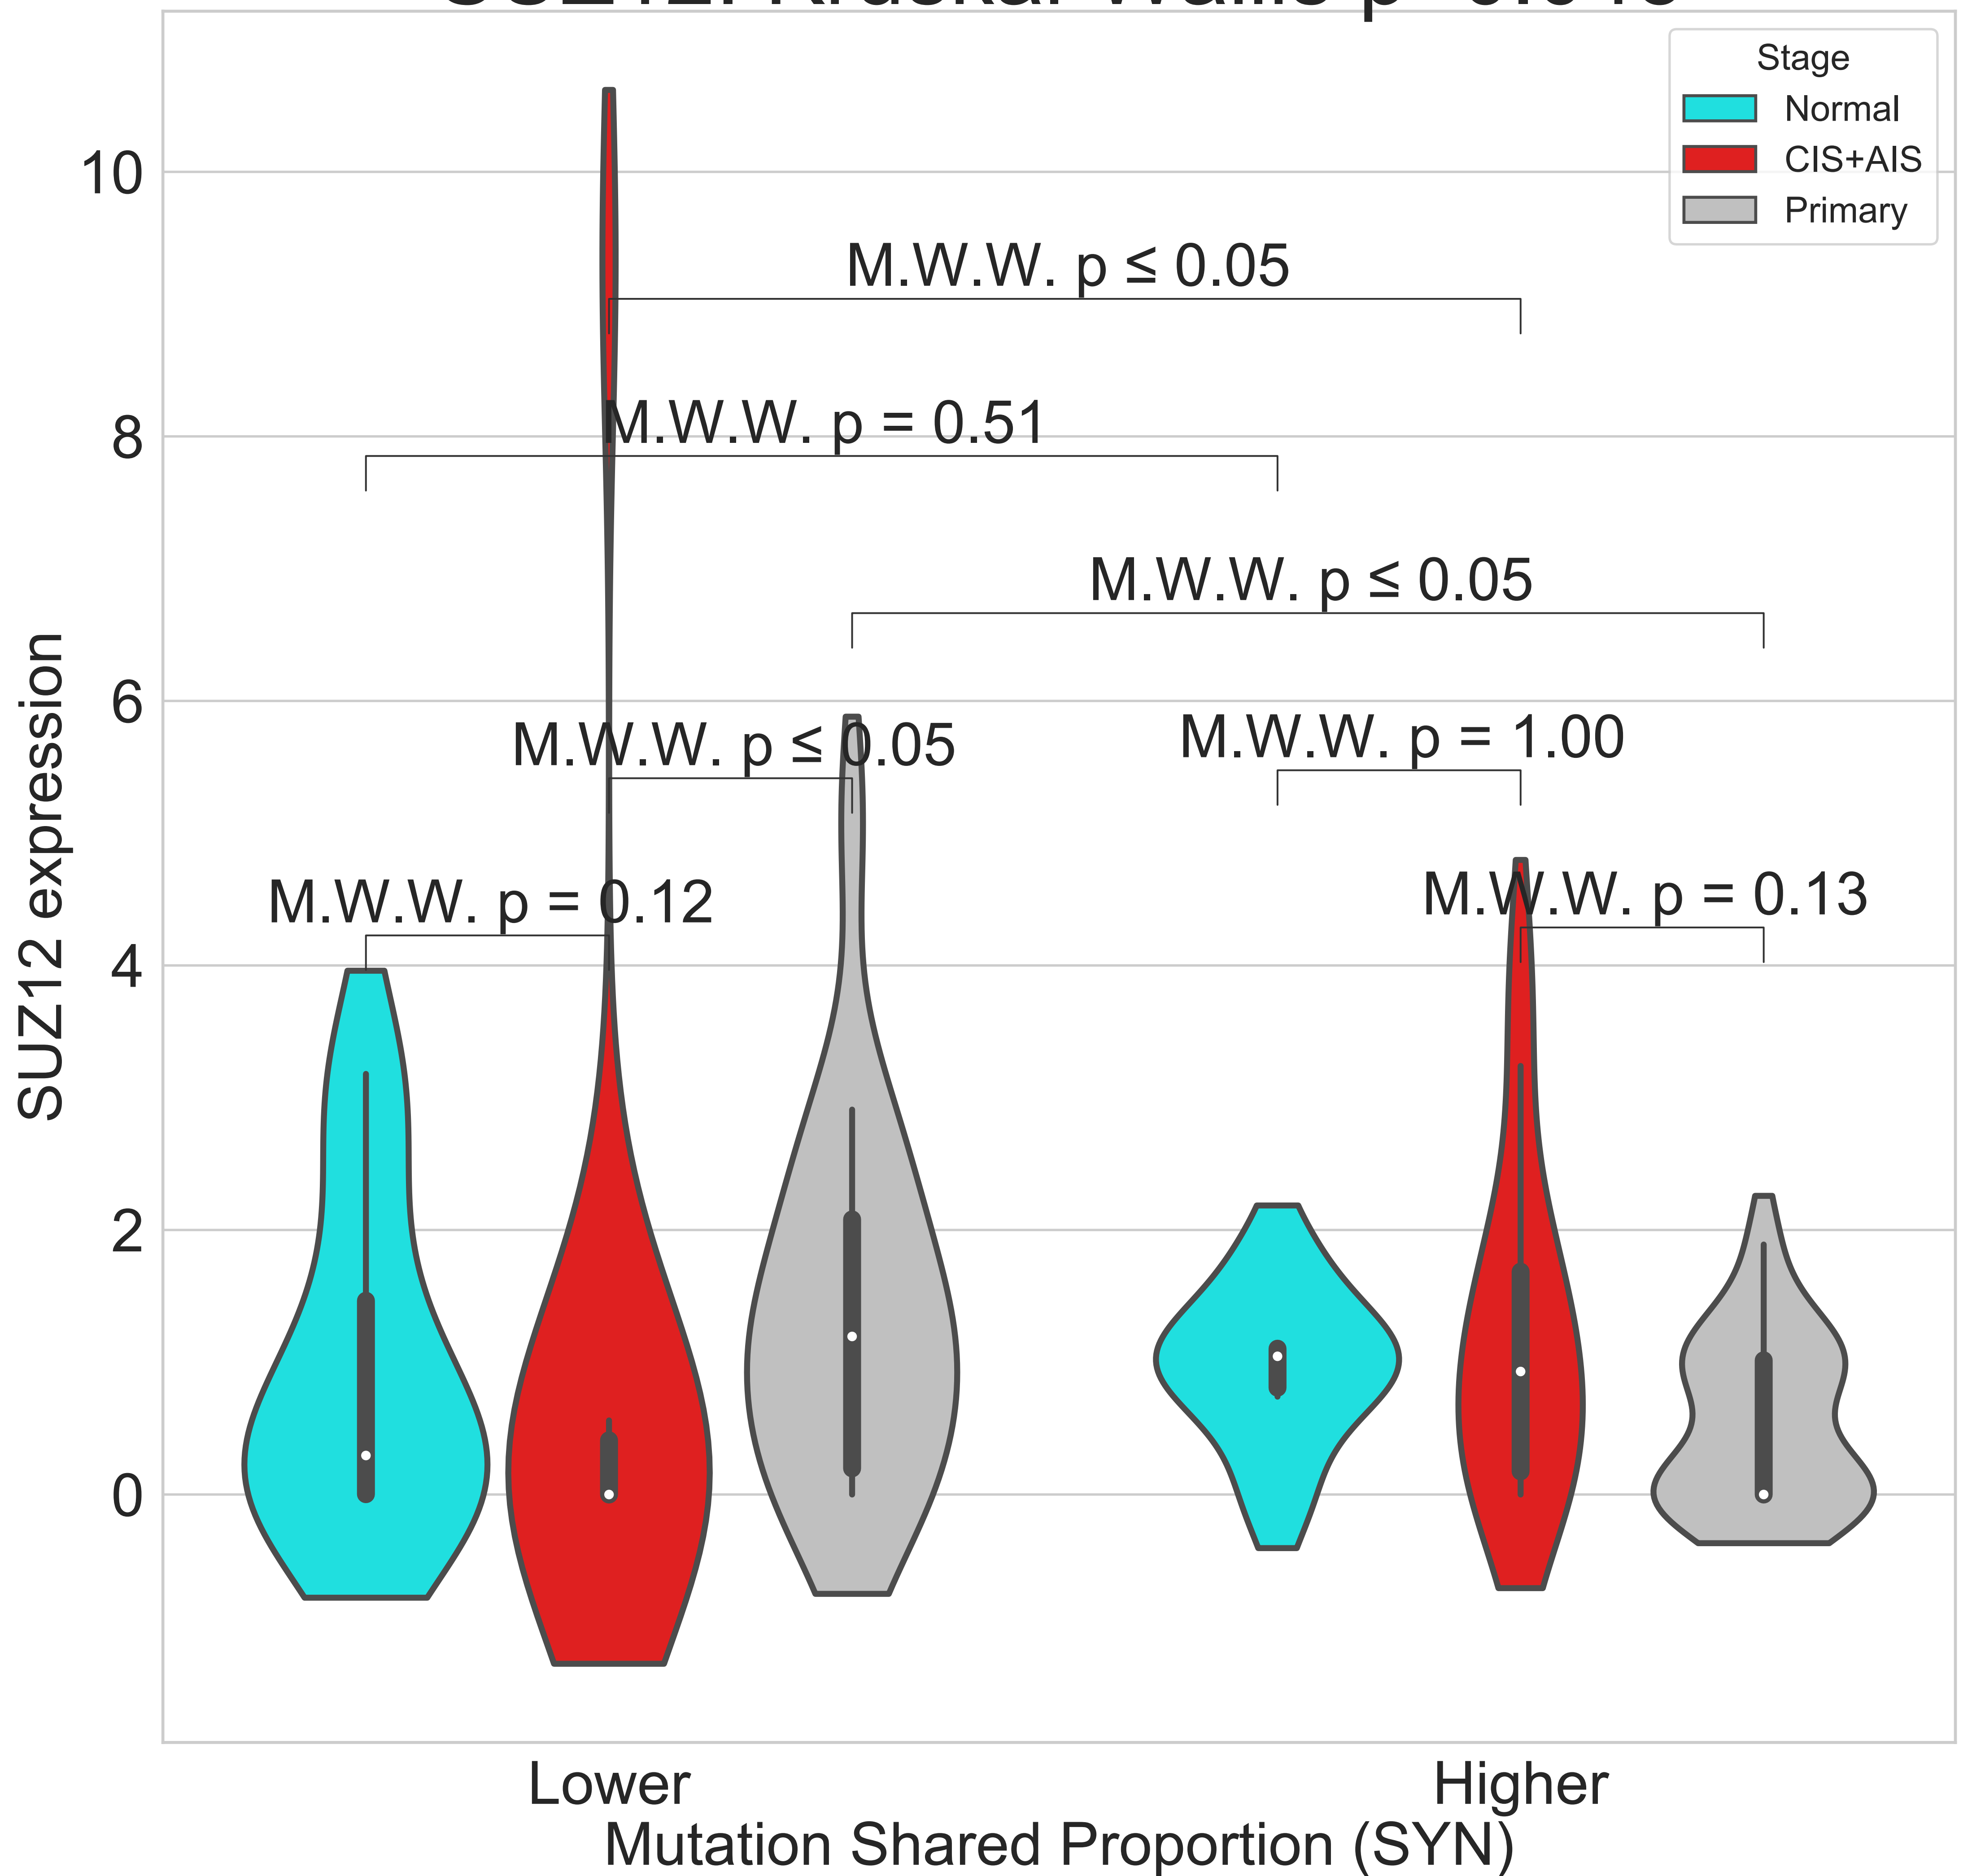 Stage
Normal
CIS+AIS
Primary
10
8
6
4
2
0
SUZ12 expression
M.W.W. p ≤ 0.05
M.W.W. p = 0.51
M.W.W. p ≤ 0.05
M.W.W. p ≤ 0.05
M.W.W. p = 1.00
M.W.W. p = 0.12
M.W.W. p = 0.13
Lower
Higher
Mutation Shared Proportion (SYN)